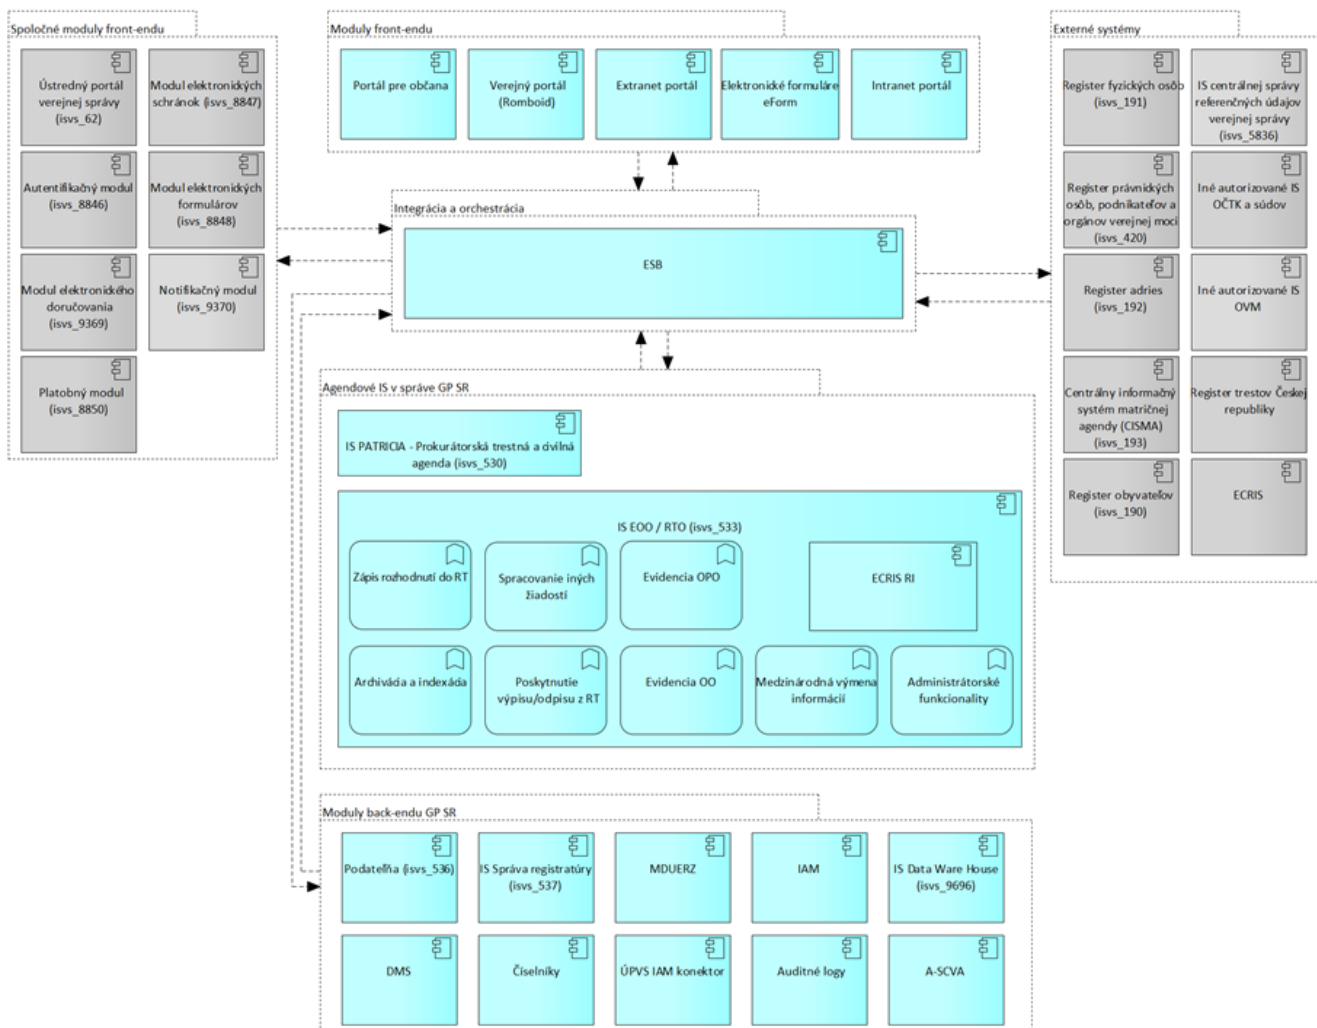 Spoločné moduly front-endu
Ústredný portál
verejnej správy
(isvs_62)
Modul elektronických
schránok (isvs_8847)
Autentifikačný modul
(isvs_8846)
Modul elektronických
formulárov
(isvs_8848)
Modul elektronického
doručovania
(isvs_9369)
Notifikačný modul
(isvs_9370)
Platobný modul
(isvs_8850)
Moduly front-endu
Portál pre občana
Verejný portál
(Romboid)
Extranet portál
Elektronické formuláre
eForm
Intranet portál
Integrácia a orchestrácia
ESB
Externé systémy
Register fyzických osôb
(isvs_191)
IS centrálnej správy
referenčných údajov
verejnej správy
(isvs_5836)
Register právnických
osôb, podnikateľov a
orgánov verejnej moci
(isvs_420)
Iné autorizované IS
OČTK a súdov
Register adries
(isvs_192)
Iné autorizované IS
OVM
Centrálny informačný
systém matričnej
agendy (CISMA)
(isvs_193)
Register trestov Českej
republiky
Register obyvateľov
(isvs_190)
ECRIS
Agendové IS v správe GP SR
IS PATRICIA - Prokurátorská trestná a civilná
agenda (isvs_530)
IS EOO / RTO (isvs_533)
Zápis rozhodnutí do RT
Spracovanie iných
žiadostí
Evidencia OPO
ECRIS RI
Archivácia a indexácia
Poskytnutie
výpisu/odpisu z RT
Evidencia OO
Medzinárodná výmena
informácií
Administrátorské
funkcionality
Moduly back-endu GP SR
Podateľňa (isvs_536)
IS Správa registratúry
(isvs_537)
MDUERZ
IAM
IS Data Ware House
(isvs_9696)
DMS
Číselníky
ÚPVS IAM konektor
Auditné logy
A-SCVA